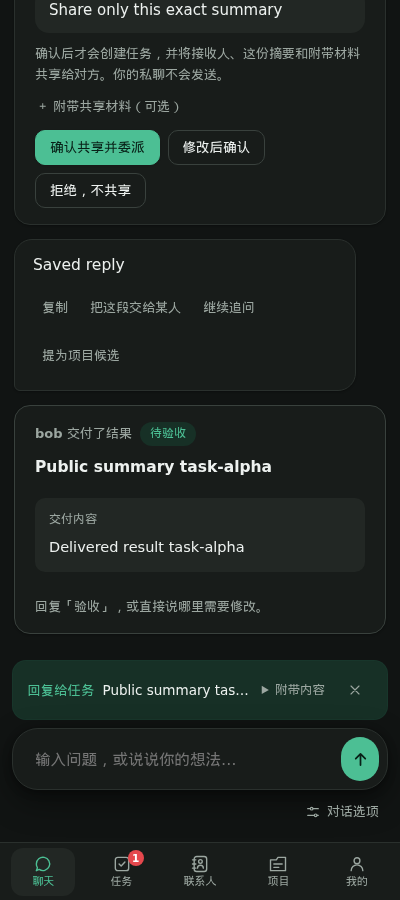 Share only this exact summary
确认后才会创建任务，并将接收人、这份摘要和附带材料
共享给对方。你的私聊不会发送。
+ 附带共享材料（可选）
确认共享并委派
修改后确认
拒绝，不共享
Saved reply
复制 把这段交给某人 继续追问
提为项目候选
bob 交付了结果 待验收
Public summary task-alpha
交付内容
Delivered result task-alpha
回复「验收」，或直接说哪里需要修改。
回复给任务 Public summary tas... ▶ 附带内容 ×
输入问题，或说说你的想法...
对话选项
1
聊天 任务 联系人 项目 我的